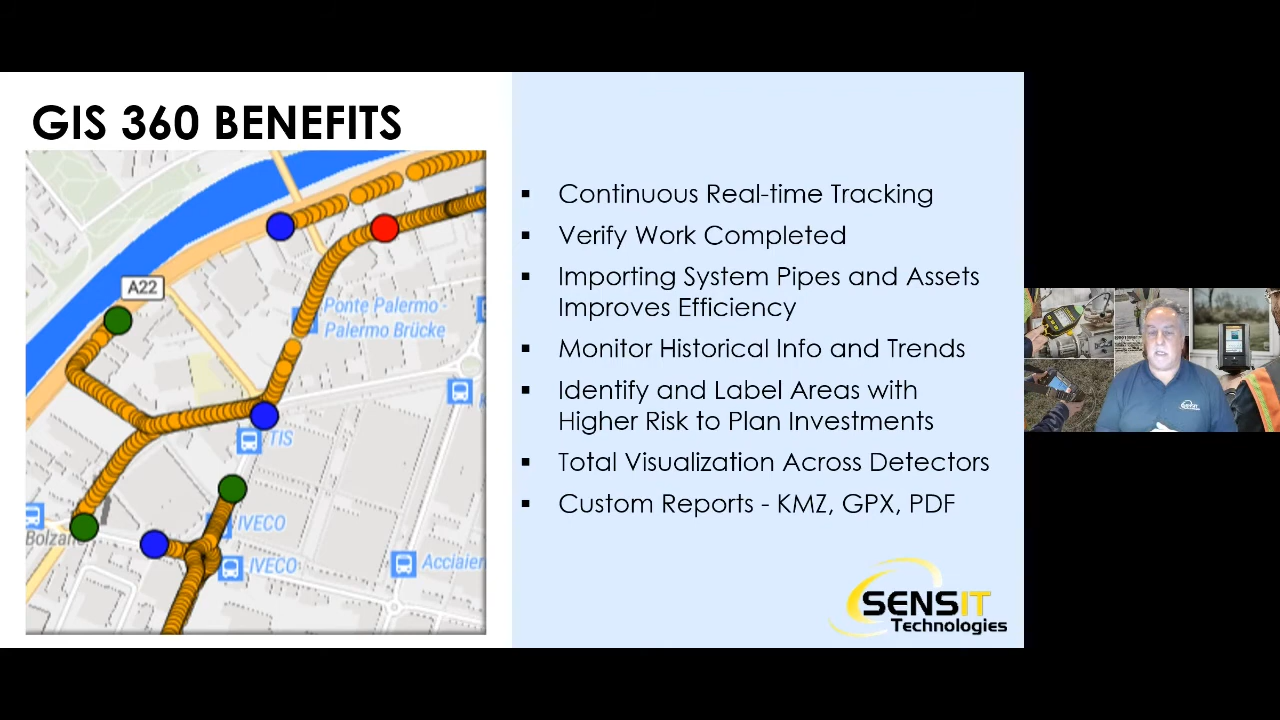 GIS 360 BENEFITS
A22
Ponte Palermo -
Palermo Brücke
TIS
IVECO
IVECO
▪ Continuous Real-time Tracking
▪ Verify Work Completed
▪ Importing System Pipes and Assets
Improves Efficiency
▪ Monitor Historical Info and Trends
▪ Identify and Label Areas with
Higher Risk to Plan Investments
▪ Total Visualization Across Detectors
▪ Custom Reports - KMZ, GPX, PDF
SENSIT
Technologies